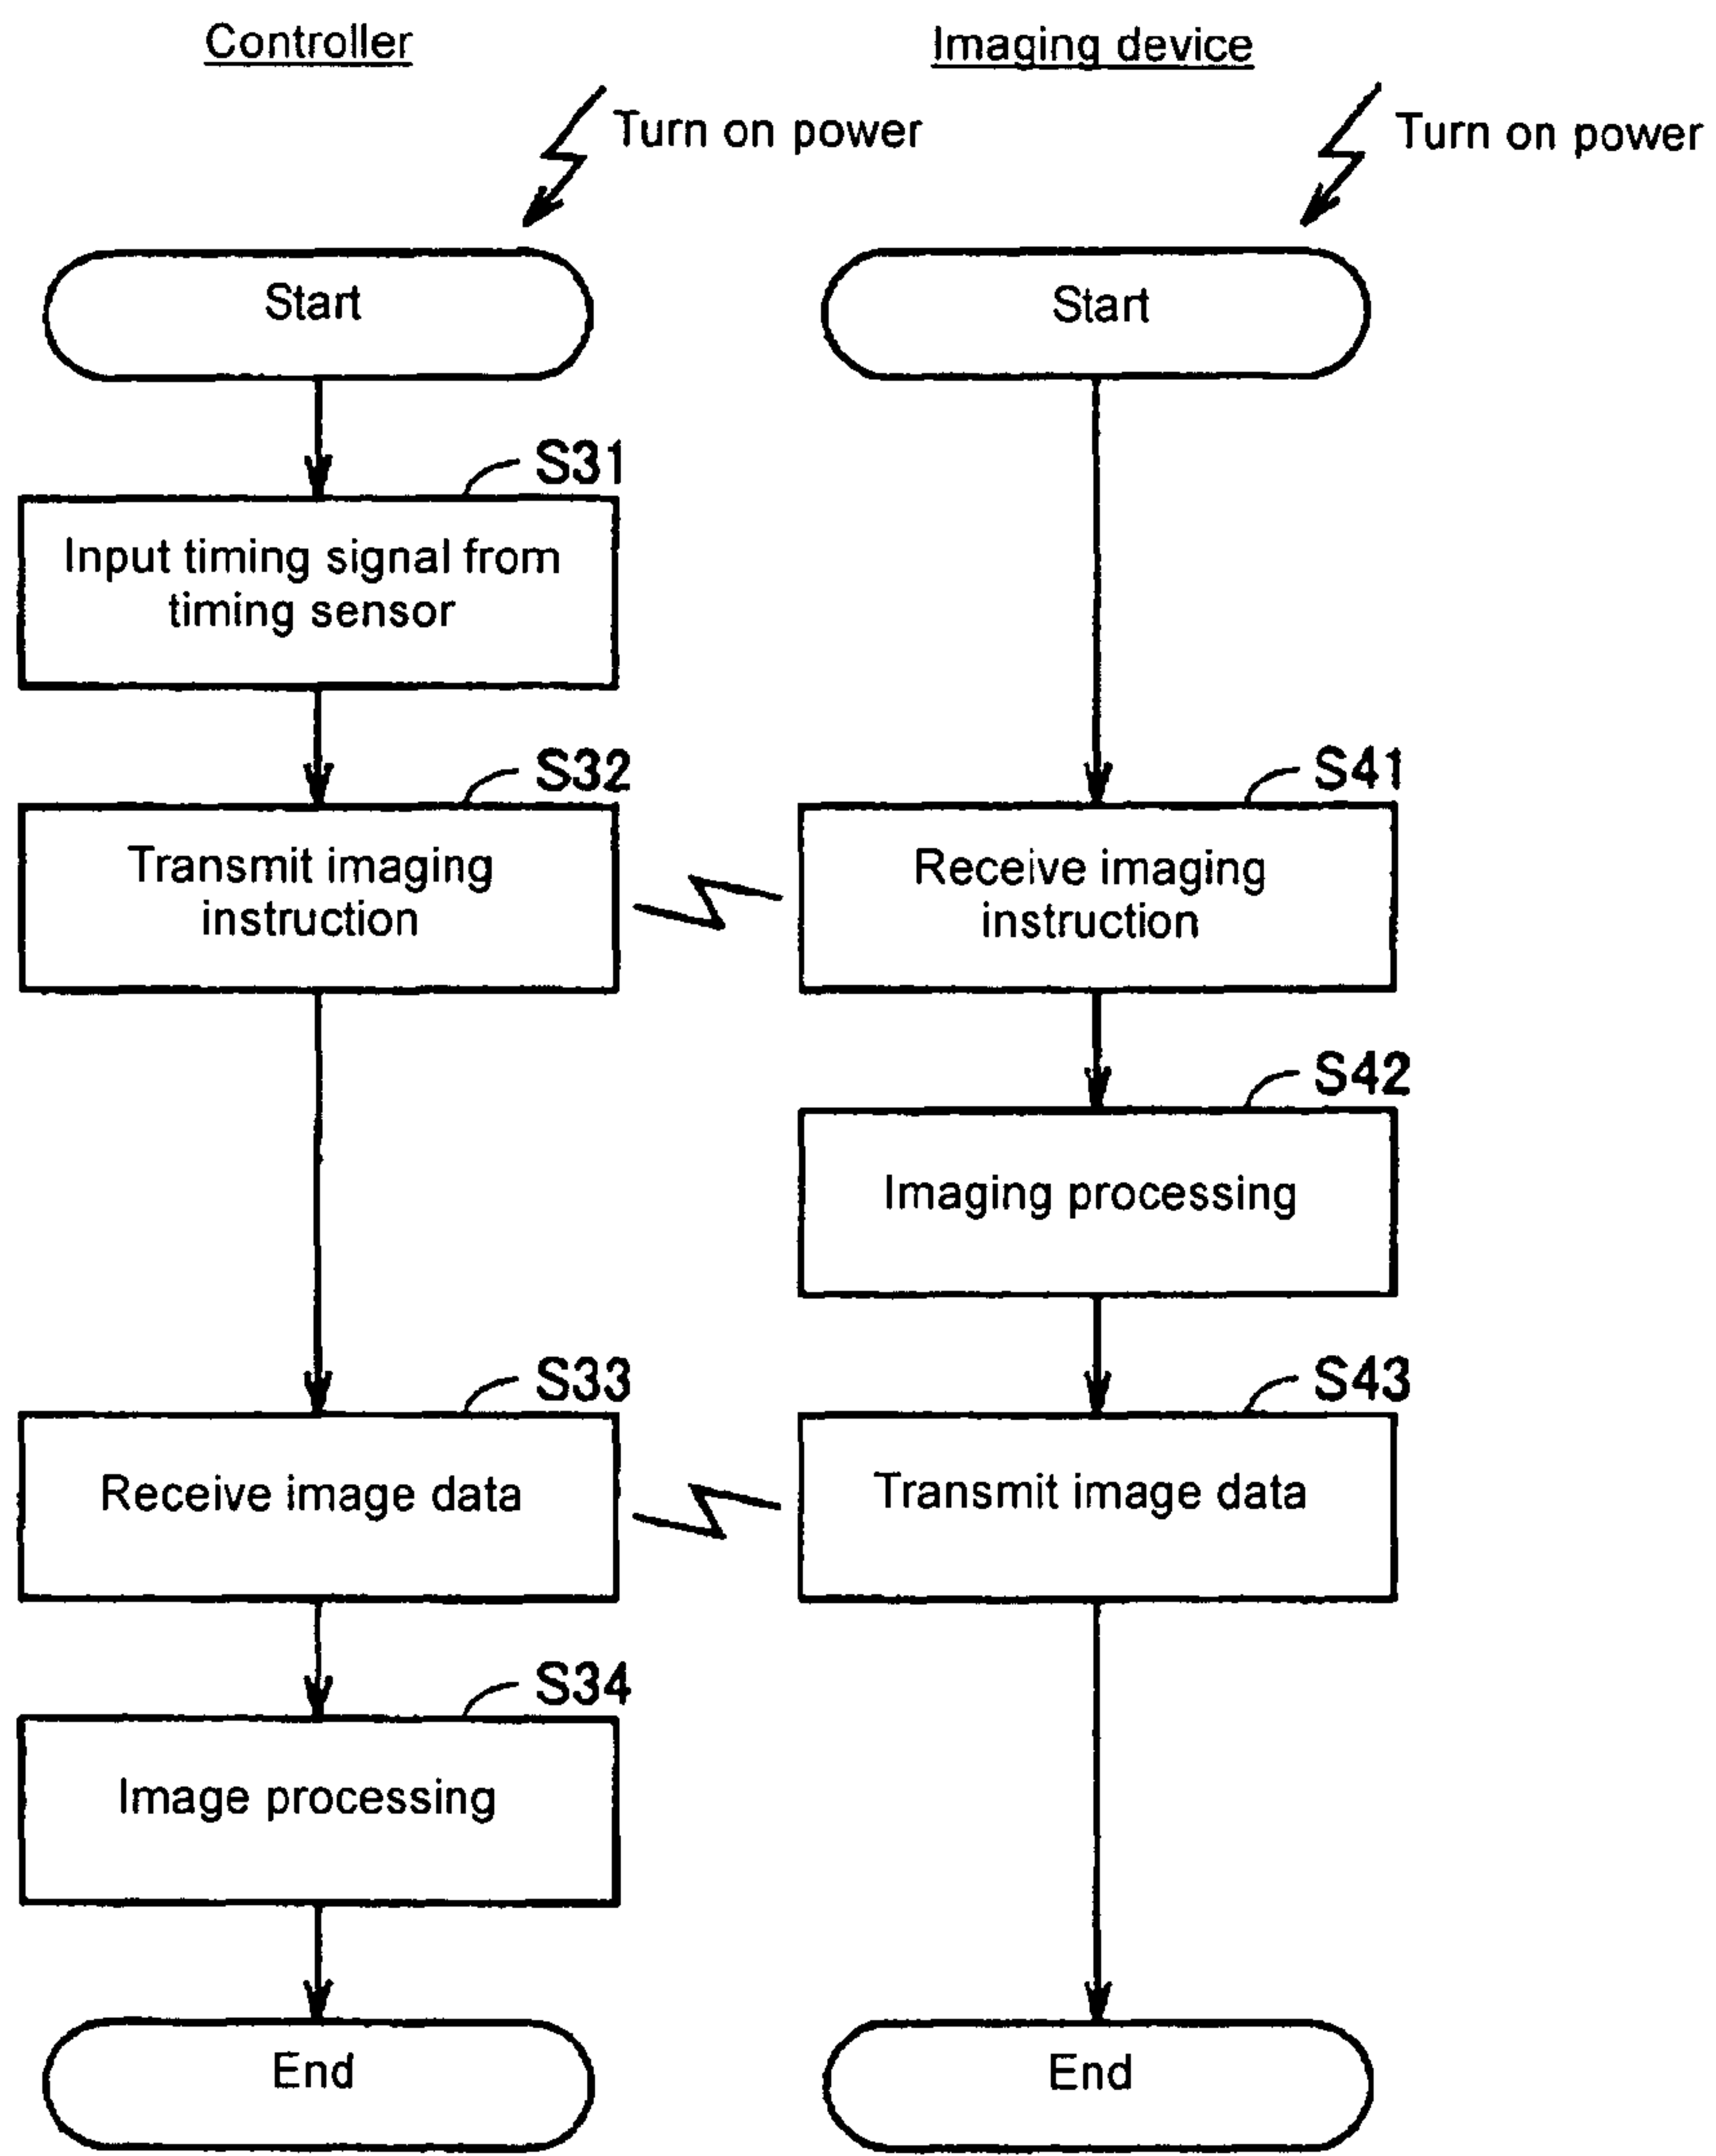 Controller
Imaging device
Turn on power
Turn on power
Start
Start
S31
Input timing signal from
timing sensor
S32
S41
Transmit imaging
instruction
Receive imaging
instruction
S42
Imaging processing
S33
S43
Receive image data
Transmit image data
S34
Image processing
End
End